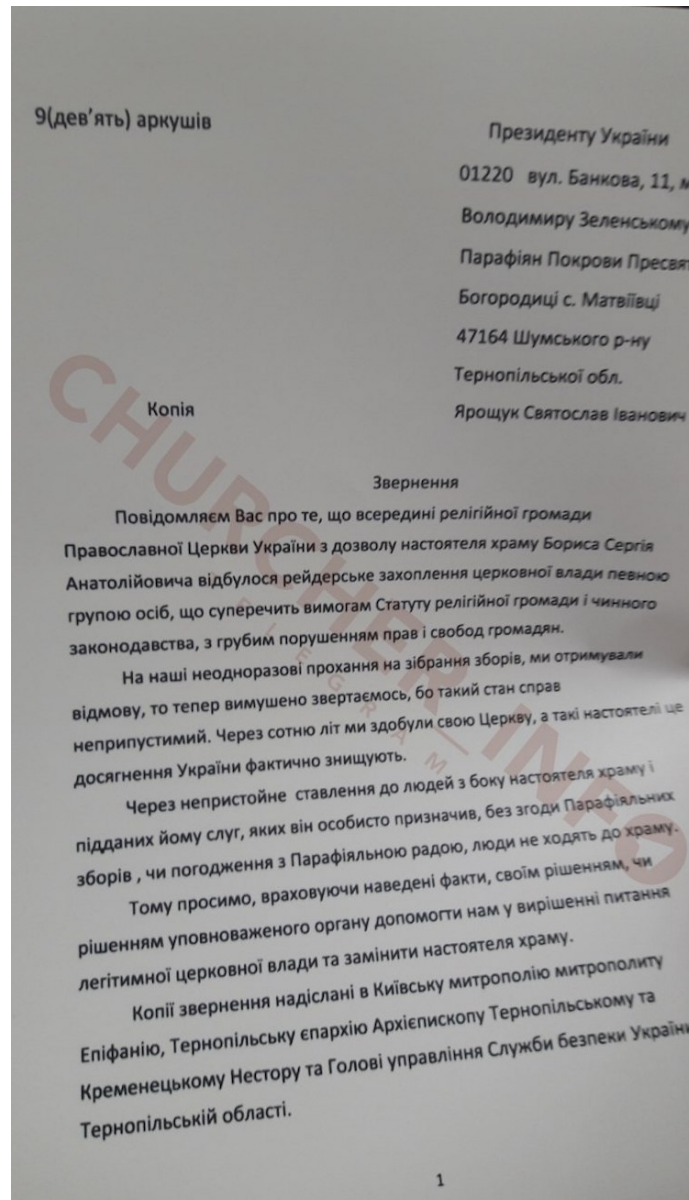 9(дев’ять) аркушів
Президенту України
01220 вул. Банкова, 11, м
Володимиру Зеленському
Парафіян Покрови Пресвят
Богородиці с. Матвіївці
47164 Шумського р-ну
Тернопільської обл.
Копія
Ярощук Святослав Іванович
Звернення
Повідомляєм Вас про те, що всередині релігійної громади
Православної Церкви України з дозволу настоятеля храму Бориса Сергія
Анатолійовича відбулося рейдерське захоплення церковної влади певною
групою осіб, що суперечить вимогам Статуту релігійної громади і чинного
законодавства, з грубим порушенням прав і свобод громадян.
На наші неодноразові прохання на зібрання зборів, ми отримували
відмову, то тепер вимушено звертаємось, бо такий стан справ
неприпустимий. Через сотню літ ми здобули свою Церкву, а такі настоятелі це
досягнення України фактично знищують.
Через непристойне ставлення до людей з боку настоятеля храму і
підданих йому слуг, яких він особисто призначив, без згоди Парафіяльних
зборів , чи погодження з Парафіяльною радою, люди не ходять до храму.
Тому просимо, враховуючи наведені факти, своїм рішенням, чи
рішенням уповноваженого органу допомогти нам у вирішенні питання
легітимної церковної влади та замінити настоятеля храму.
Копії звернення надіслані в Київську митрополію митрополиту
Епіфанію, Тернопільську єпархію Архієпископу Тернопільському та
Кременецькому Нестору та Голові управління Служби безпеки України
Тернопільській області.
1
CHURCHER_INFO
TELEGRAM